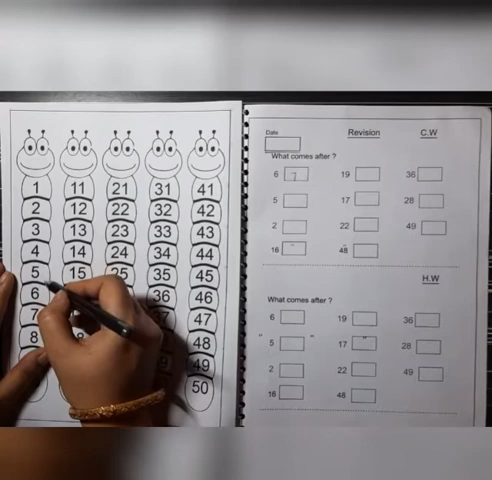 1 11 21 31 41
2 12 22 32 42
3 13 23 33 43
4 14 24 34 44
5 15 25 35 45
6 36 46
7 47
8 48
49
50
Date Revision C.W
What comes after ?
6 7 19 36
5 17 28
2 22 49
16 48
H.W
What comes after ?
6 19 36
5 17 28
2 22 49
16 48